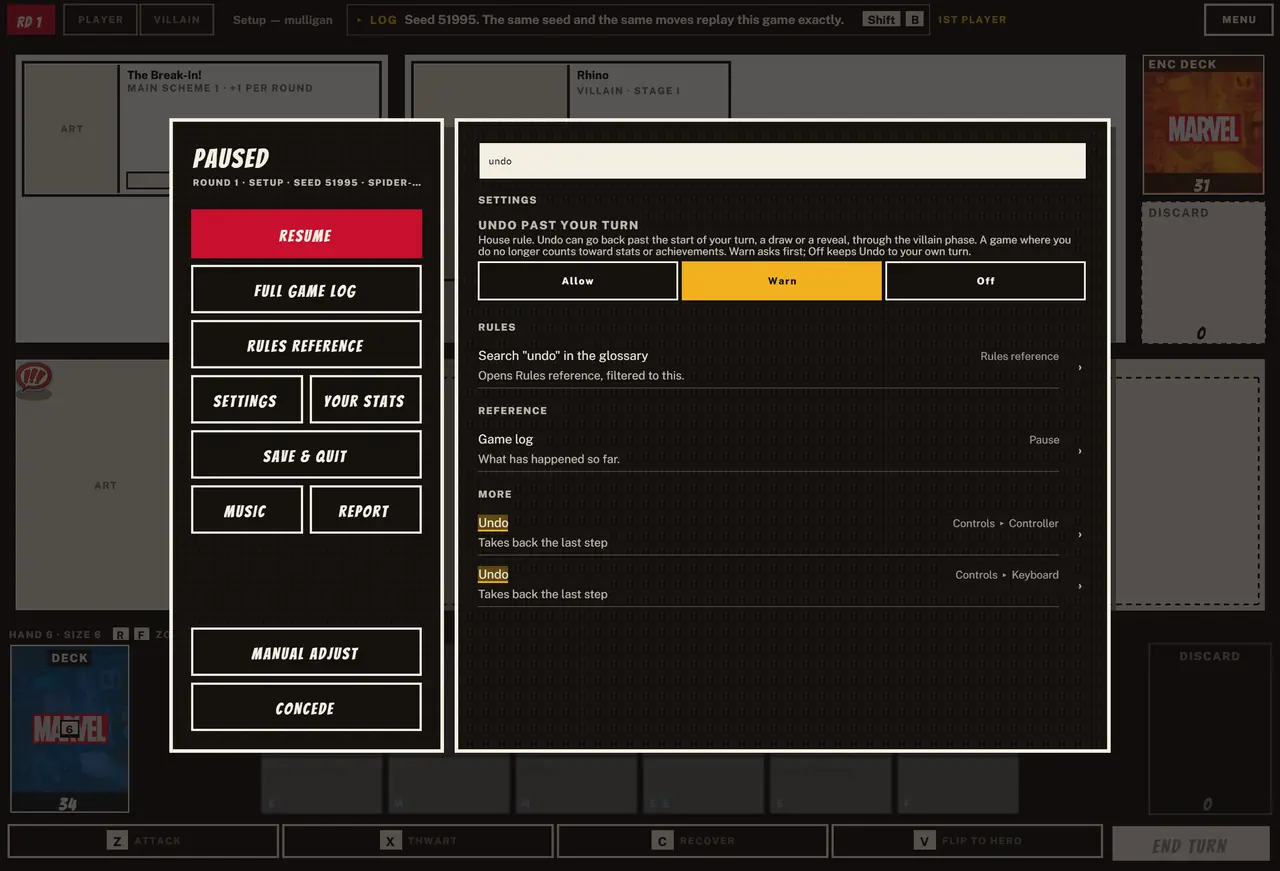 RD 1
PLAYER
VILLAIN
Setup — mulligan
▸ LOG Seed 51995. The same seed and the same moves replay this game exactly. Shift B
1ST PLAYER
MENU
The Break-In!
MAIN SCHEME 1 · +1 PER ROUND
ART
Rhino
VILLAIN · STAGE I
ENC DECK
MARVEL
31
DISCARD
0
PAUSED
ROUND 1 · SETUP · SEED 51995 · SPIDER-...
RESUME
FULL GAME LOG
RULES REFERENCE
SETTINGS
YOUR STATS
SAVE & QUIT
MUSIC
REPORT
MANUAL ADJUST
CONCEDE
undo
SETTINGS
UNDO PAST YOUR TURN
House rule. Undo can go back past the start of your turn, a draw or a reveal, through the villain phase. A game where you
do no longer counts toward stats or achievements. Warn asks first; Off keeps Undo to your own turn.
Allow
Warn
Off
RULES
Search "undo" in the glossary
Rules reference
Opens Rules reference, filtered to this.
REFERENCE
Game log
Pause
What has happened so far.
MORE
Undo
Controls ▸ Controller
Takes back the last step
Undo
Controls ▸ Keyboard
Takes back the last step
ART
HAND 6 · SIZE 6 R F
DECK
MARVEL
6
34
DISCARD
0
Z ATTACK
X THWART
C RECOVER
V FLIP TO HERO
END TURN